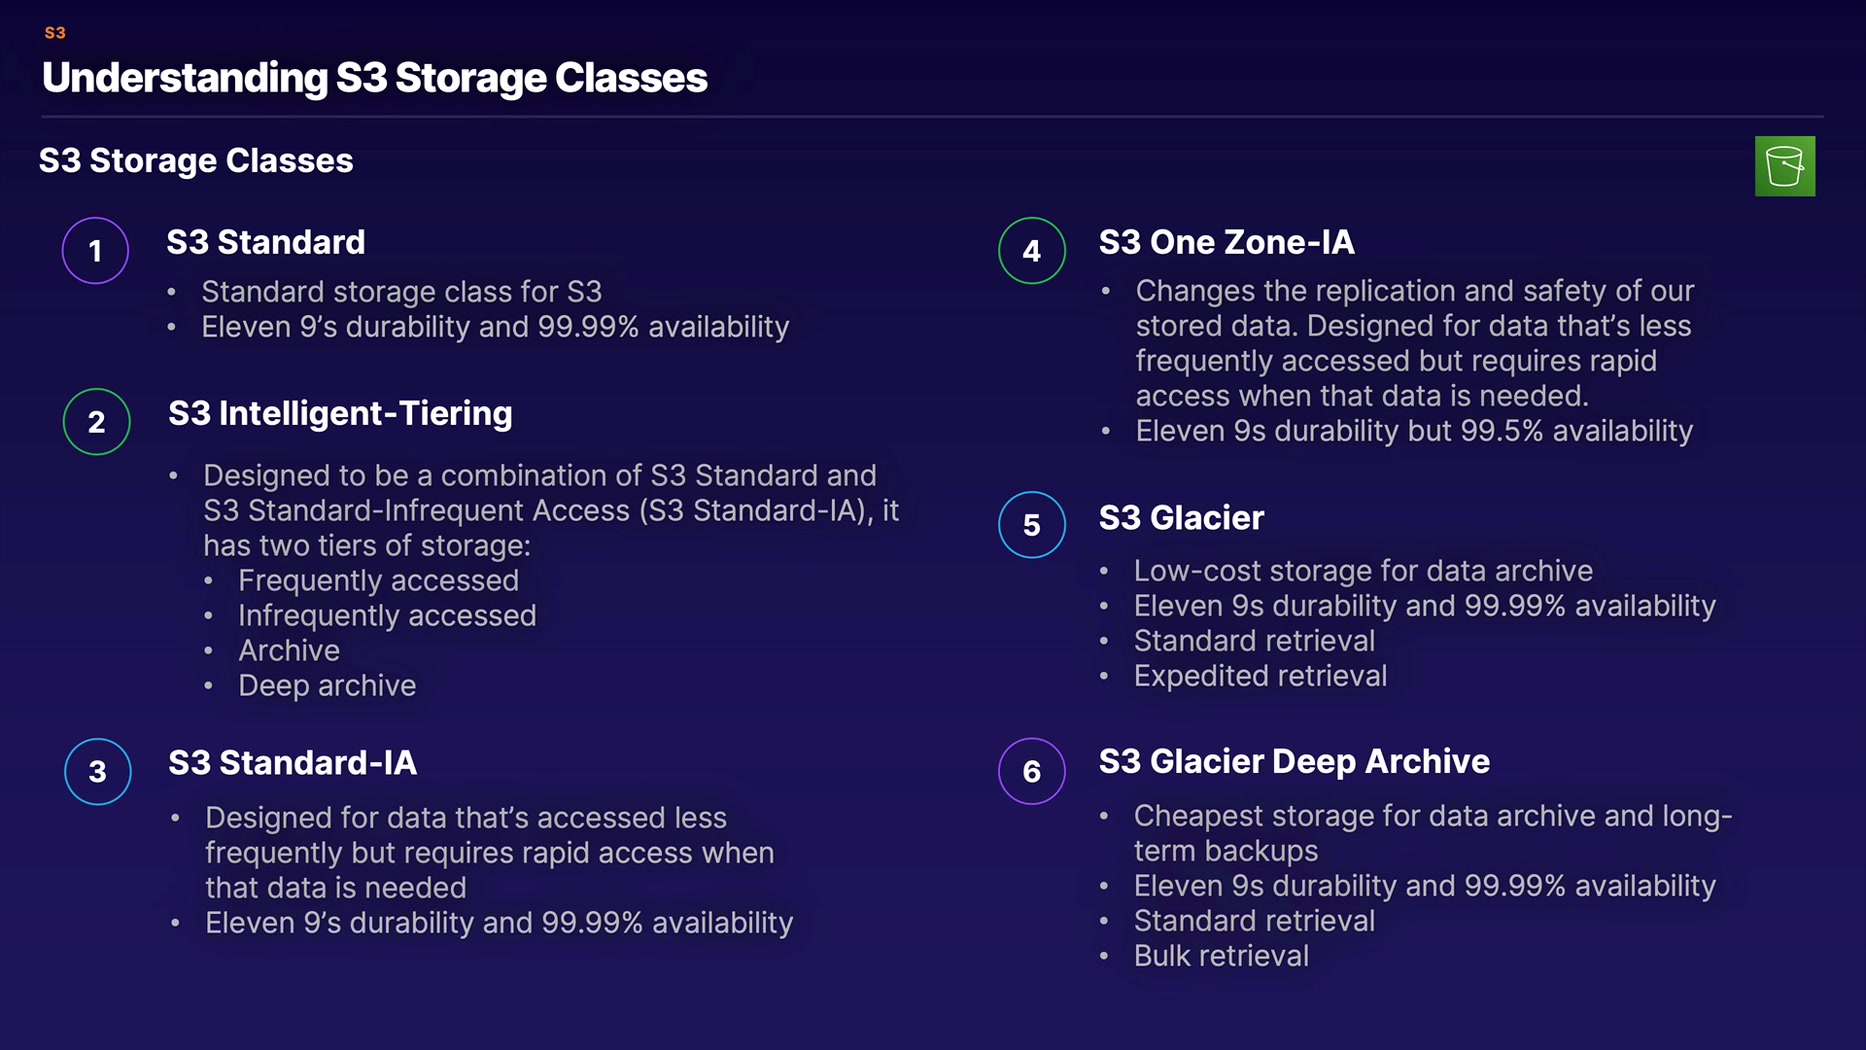 S3
Understanding S3 Storage Classes
S3 Storage Classes
1
S3 Standard
• Standard storage class for S3
• Eleven 9’s durability and 99.99% availability
2
S3 Intelligent-Tiering
• Designed to be a combination of S3 Standard and
S3 Standard-Infrequent Access (S3 Standard-IA), it
has two tiers of storage:
• Frequently accessed
• Infrequently accessed
• Archive
• Deep archive
3
S3 Standard-IA
• Designed for data that’s accessed less
frequently but requires rapid access when
that data is needed
• Eleven 9’s durability and 99.99% availability
4
S3 One Zone-IA
• Changes the replication and safety of our
stored data. Designed for data that’s less
frequently accessed but requires rapid
access when that data is needed.
• Eleven 9s durability but 99.5% availability
5
S3 Glacier
• Low-cost storage for data archive
• Eleven 9s durability and 99.99% availability
• Standard retrieval
• Expedited retrieval
6
S3 Glacier Deep Archive
• Cheapest storage for data archive and long-
term backups
• Eleven 9s durability and 99.99% availability
• Standard retrieval
• Bulk retrieval